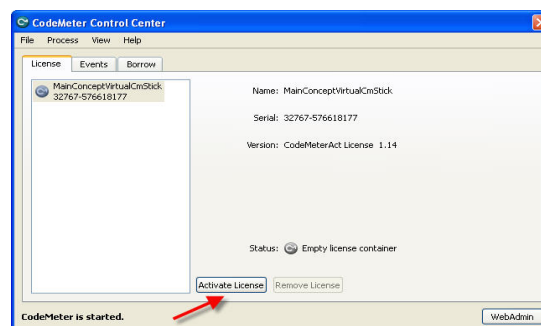 CodeMeter Control Center
File Process View Help
License Events Borrow
MainConceptVirtualCmStick
32767-576618177
Name: MainConceptVirtualCmStick
Serial: 32767-576618177
Version: CodeMeterAct License 1.14
Status: Empty license container
Activate License Remove License
CodeMeter is started. WebAdmin